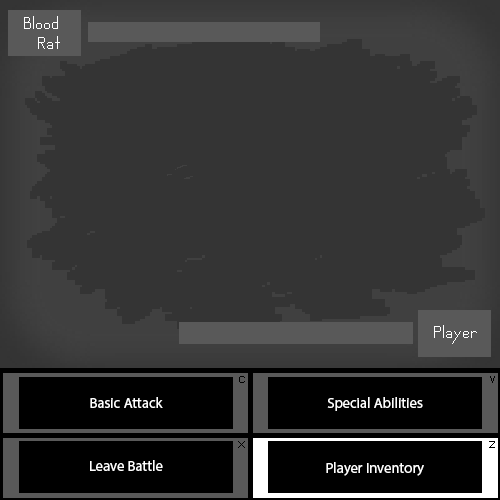 Blood
Rat
Player
C
Basic Attack
V
Special Abilities
X
Leave Battle
Z
Player Inventory